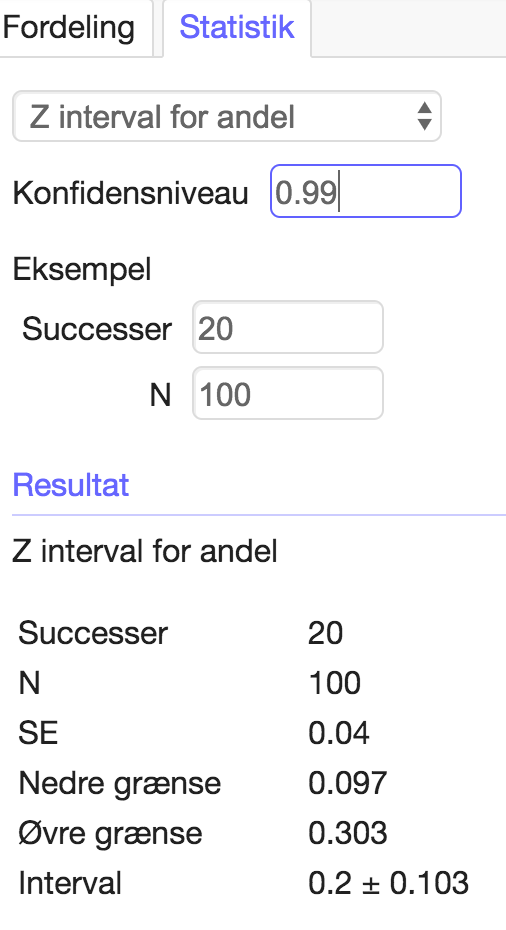 Fordeling Statistik
Z interval for andel
Konfidensniveau 0.99
Eksempel
Successer 20
N 100
Resultat
Z interval for andel
Successer 20
N 100
SE 0.04
Nedre grænse 0.097
Øvre grænse 0.303
Interval 0.2 ± 0.103